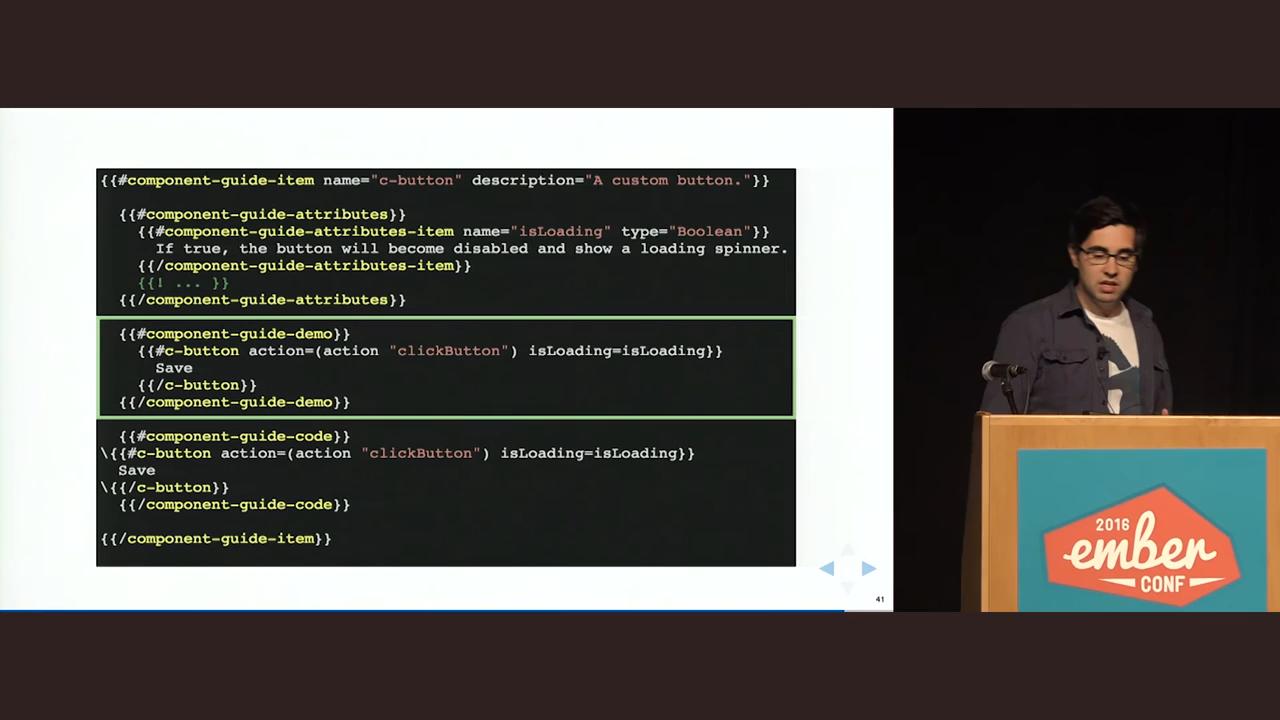 {{#component-guide-item name="c-button" description="A custom button."}}
{{#component-guide-attributes}}
{{#component-guide-attributes-item name="isLoading" type="Boolean"}}
If true, the button will become disabled and show a loading spinner.
{{/component-guide-attributes-item}}
{{! ... }}
{{/component-guide-attributes}}
{{#component-guide-demo}}
{{#c-button action=(action "clickButton") isLoading=isLoading}}
Save
{{/c-button}}
{{/component-guide-demo}}
{{#component-guide-code}}
\{{#c-button action=(action "clickButton") isLoading=isLoading}}
Save
\{{/c-button}}
{{/component-guide-code}}
{{/component-guide-item}}
41
2016
ember
CONF